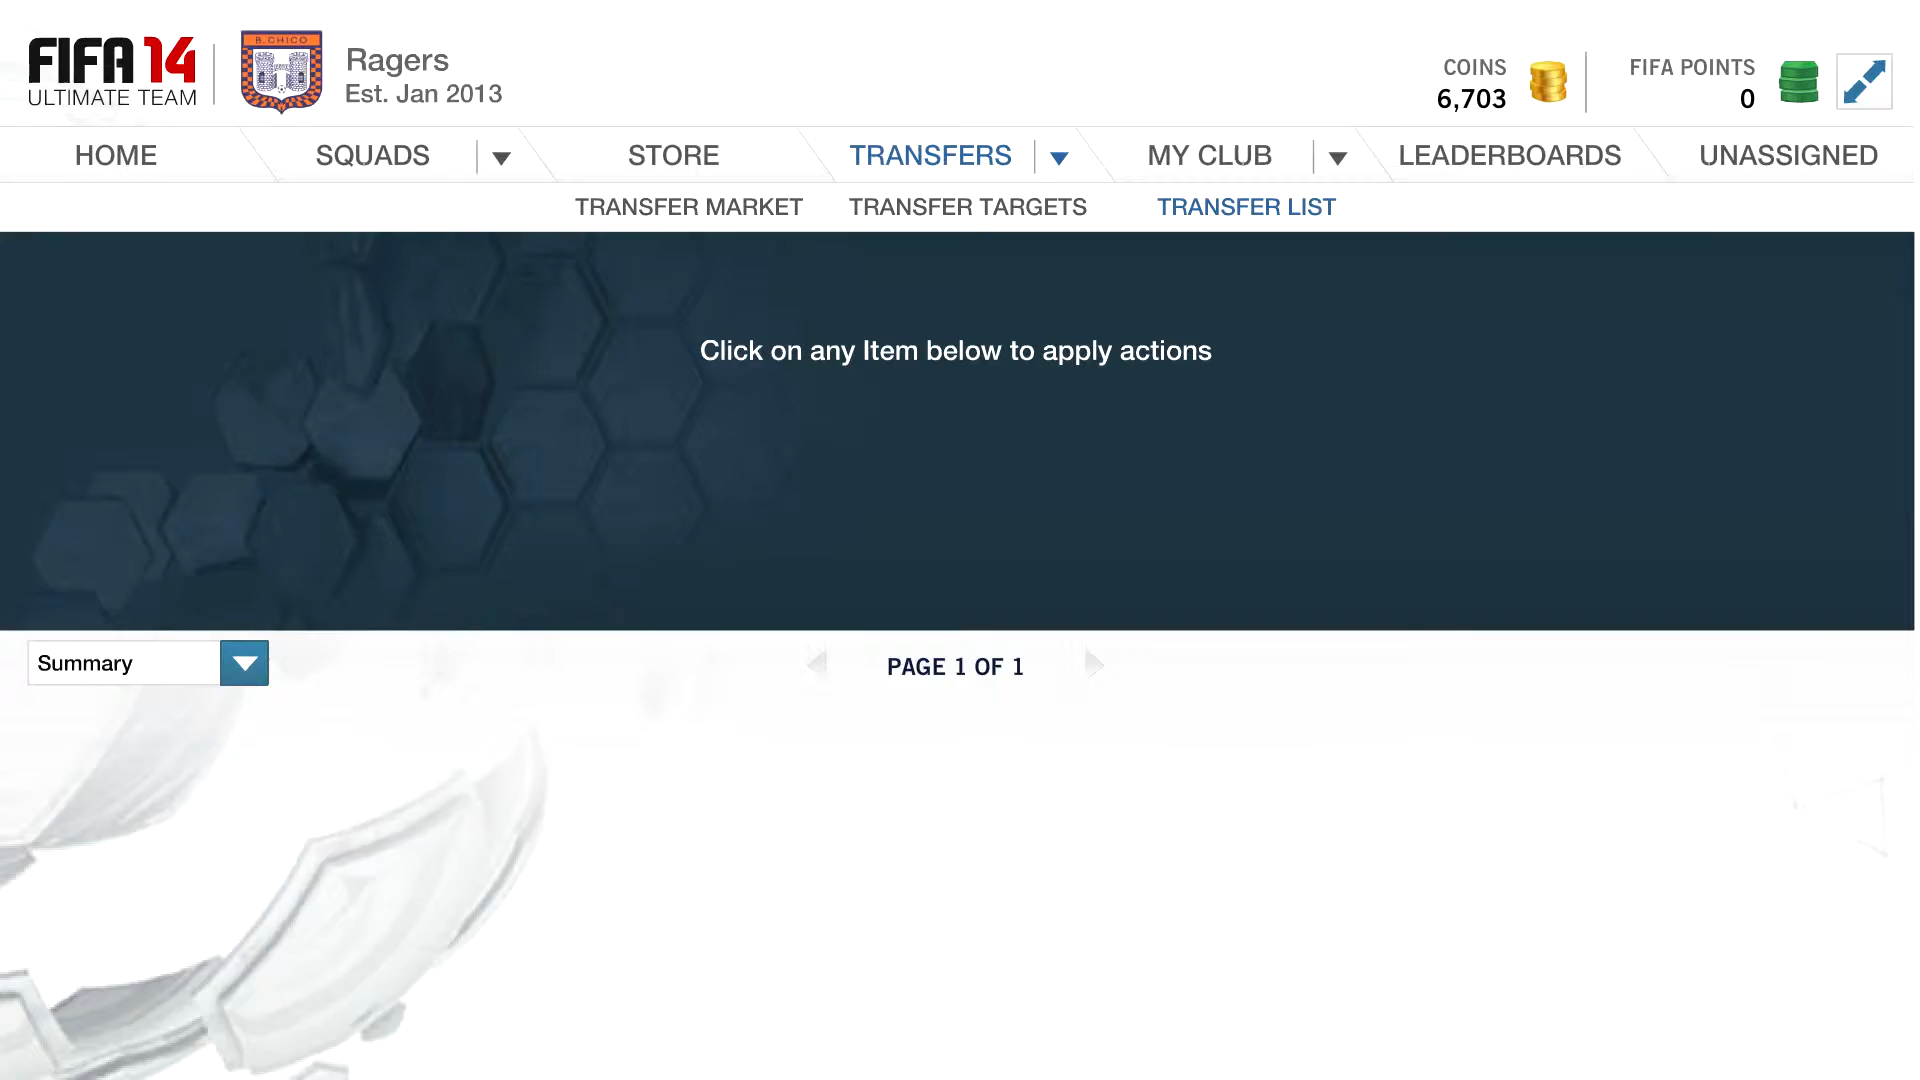 FIFA 14
ULTIMATE TEAM
B. CHICO
Ragers
Est. Jan 2013
COINS
6,703
FIFA POINTS
0
HOME
SQUADS
STORE
TRANSFERS
MY CLUB
LEADERBOARDS
UNASSIGNED
TRANSFER MARKET
TRANSFER TARGETS
TRANSFER LIST
Click on any Item below to apply actions
Summary
PAGE 1 OF 1